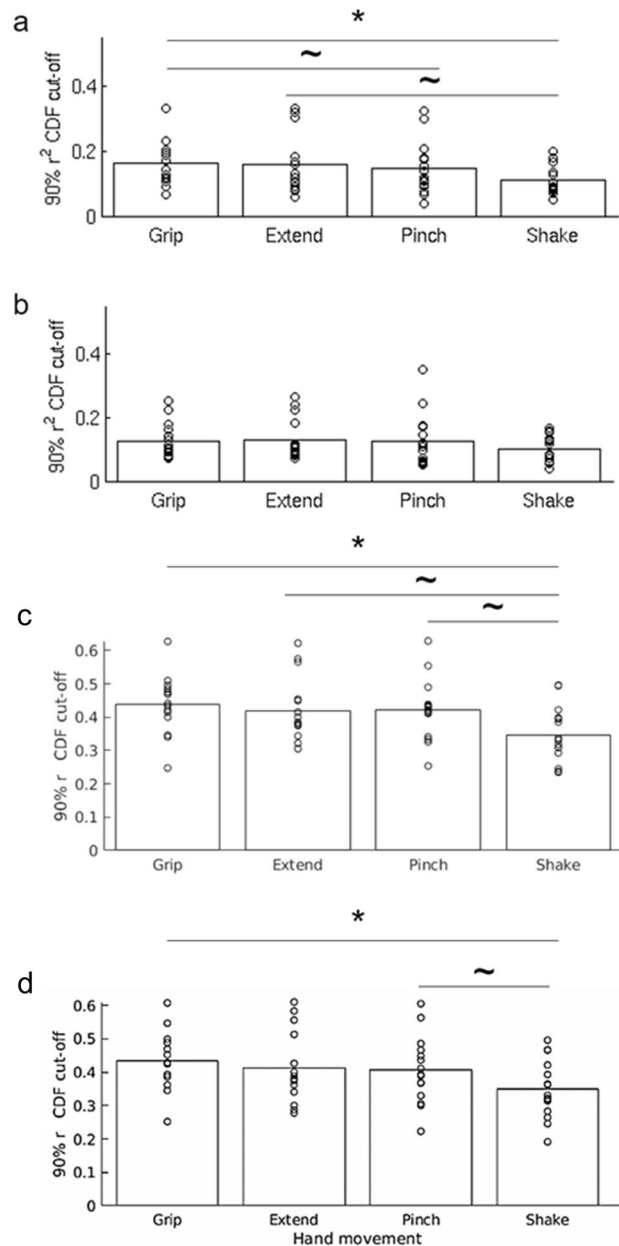 a
*
~
~
90% r² CDF cut-off
0.4
0.2
0
Grip Extend Pinch Shake
b
90% r² CDF cut-off
0.4
0.2
0
Grip Extend Pinch Shake
*
~
~
c
90% r CDF cut-off
0.6
0.5
0.4
0.3
0.2
0.1
0
Grip Extend Pinch Shake
*
~
d
90% r CDF cut-off
0.6
0.5
0.4
0.3
0.2
0.1
0
Grip Extend Pinch Shake
Hand movement